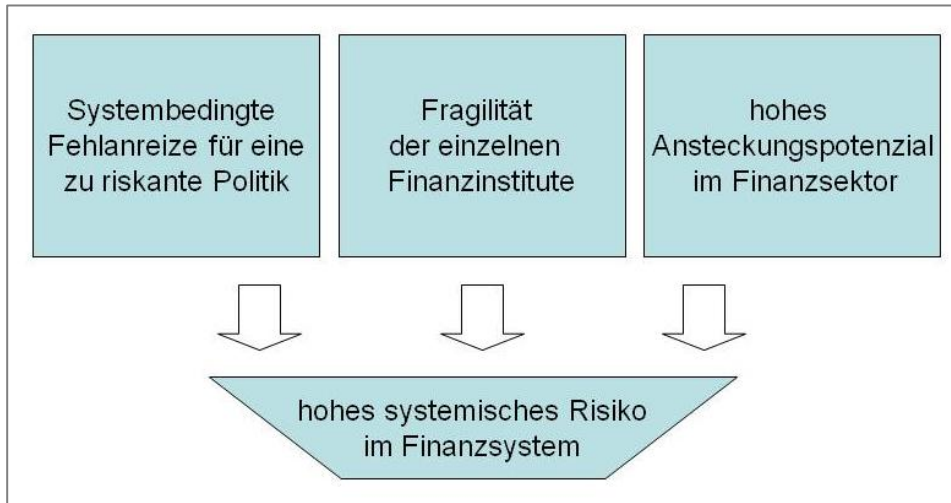 Systembedingte
Fehlanreize für eine
zu riskante Politik
Fragilität
der einzelnen
Finanzinstitute
hohes
Ansteckungspotenzial
im Finanzsektor
hohes systemisches Risiko
im Finanzsystem